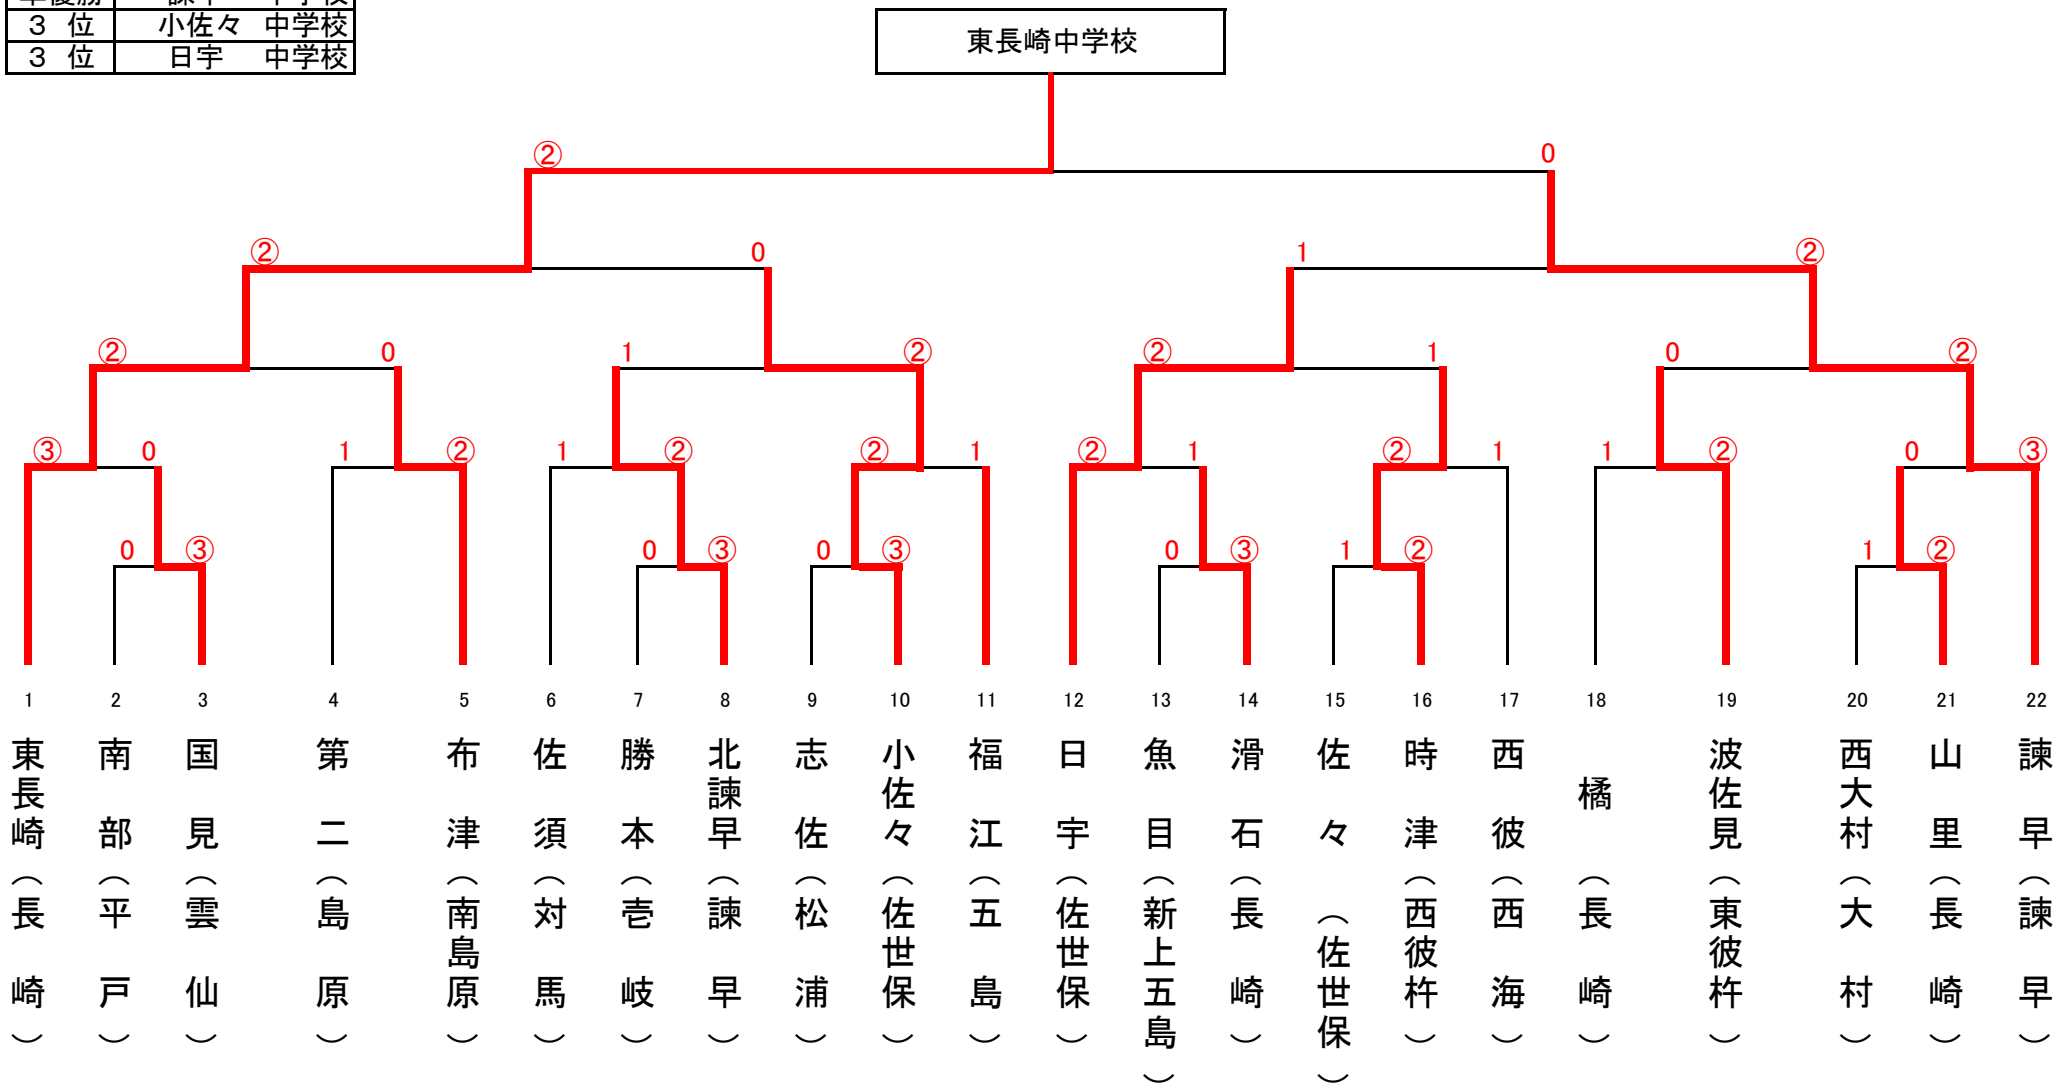 準優勝 諫早 中学校
３ 位 小佐々 中学校
３ 位 日宇 中学校
東長崎中学校
② 0
② 0 1 ②
② 0 1 ② ② 1 0 ②
③ 0 1 ② 1 ② ② 1 ② 1 ② 1 1 ② 0 ③
0 ③ 0 ③ 0 ③ 0 ③ 1 ② 1 ②
1 2 3 4 5 6 7 8 9 10 11 12 13 14 15 16 17 18 19 20 21 22
東長崎（長崎）
南部（平戸）
国見（雲仙）
第二（島原）
布津（南島原）
佐須（対馬）
勝本（壱岐）
北諫早（諫早）
志佐（松浦）
小佐々（佐世保）
福江（五島）
日宇（佐世保）
魚目（新上五島）
滑石（長崎）
佐々（佐世保）
時津（西彼杵）
西彼（西海）
橘（長崎）
波佐見（東彼杵）
西大村（大村）
山里（長崎）
諫早（諫早）